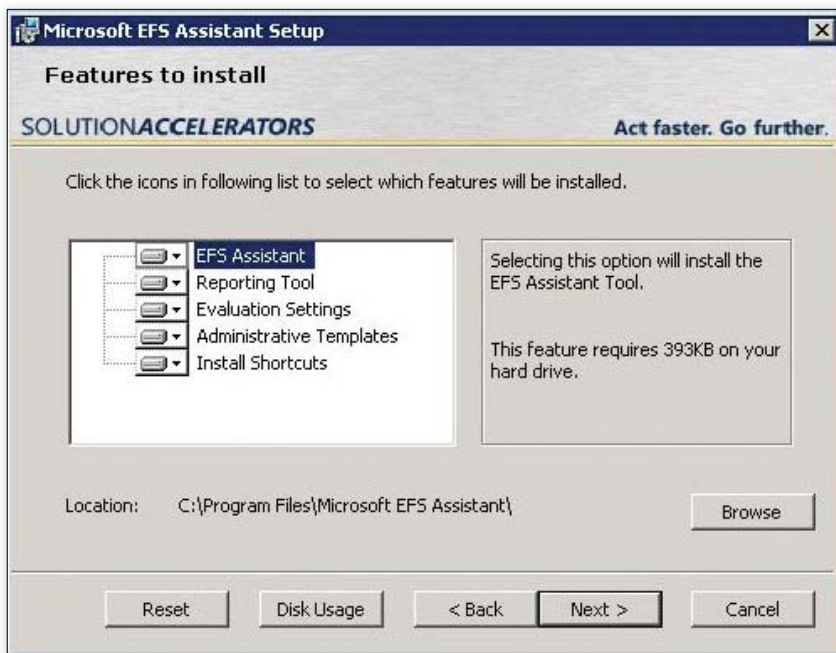 Microsoft EFS Assistant Setup
Features to install
SOLUTIONACCELERATORS Act faster. Go further.
Click the icons in following list to select which features will be installed.
EFS Assistant
Reporting Tool
Evaluation Settings
Administrative Templates
Install Shortcuts
Selecting this option will install the
EFS Assistant Tool.
This feature requires 393KB on your
hard drive.
Location: C:\Program Files\Microsoft EFS Assistant\
Browse
Reset Disk Usage < Back Next > Cancel